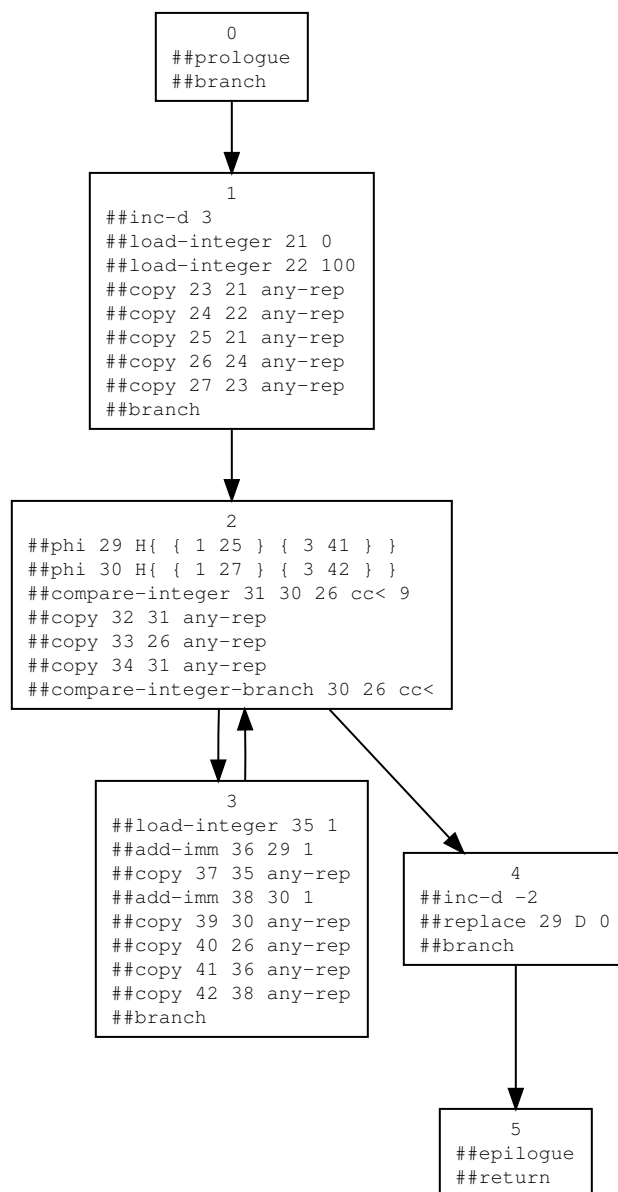 0
##prologue
##branch
1
##inc-d 3
##load-integer 21 0
##load-integer 22 100
##copy 23 21 any-rep
##copy 24 22 any-rep
##copy 25 21 any-rep
##copy 26 24 any-rep
##copy 27 23 any-rep
##branch
2
##phi 29 H{ { 1 25 } { 3 41 } }
##phi 30 H{ { 1 27 } { 3 42 } }
##compare-integer 31 30 26 cc< 9
##copy 32 31 any-rep
##copy 33 26 any-rep
##copy 34 31 any-rep
##compare-integer-branch 30 26 cc<
3
##load-integer 35 1
##add-imm 36 29 1
##copy 37 35 any-rep
##add-imm 38 30 1
##copy 39 30 any-rep
##copy 40 26 any-rep
##copy 41 36 any-rep
##copy 42 38 any-rep
##branch
4
##inc-d -2
##replace 29 D 0
##branch
5
##epilogue
##return